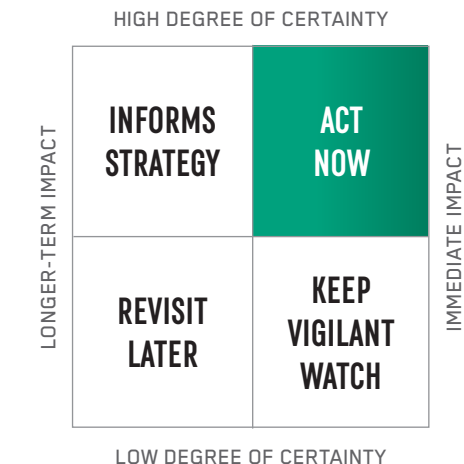 HIGH DEGREE OF CERTAINTY
LONGER-TERM IMPACT
INFORMS
STRATEGY
ACT
NOW
IMMEDIATE IMPACT
REVISIT
LATER
KEEP
VIGILANT
WATCH
LOW DEGREE OF CERTAINTY